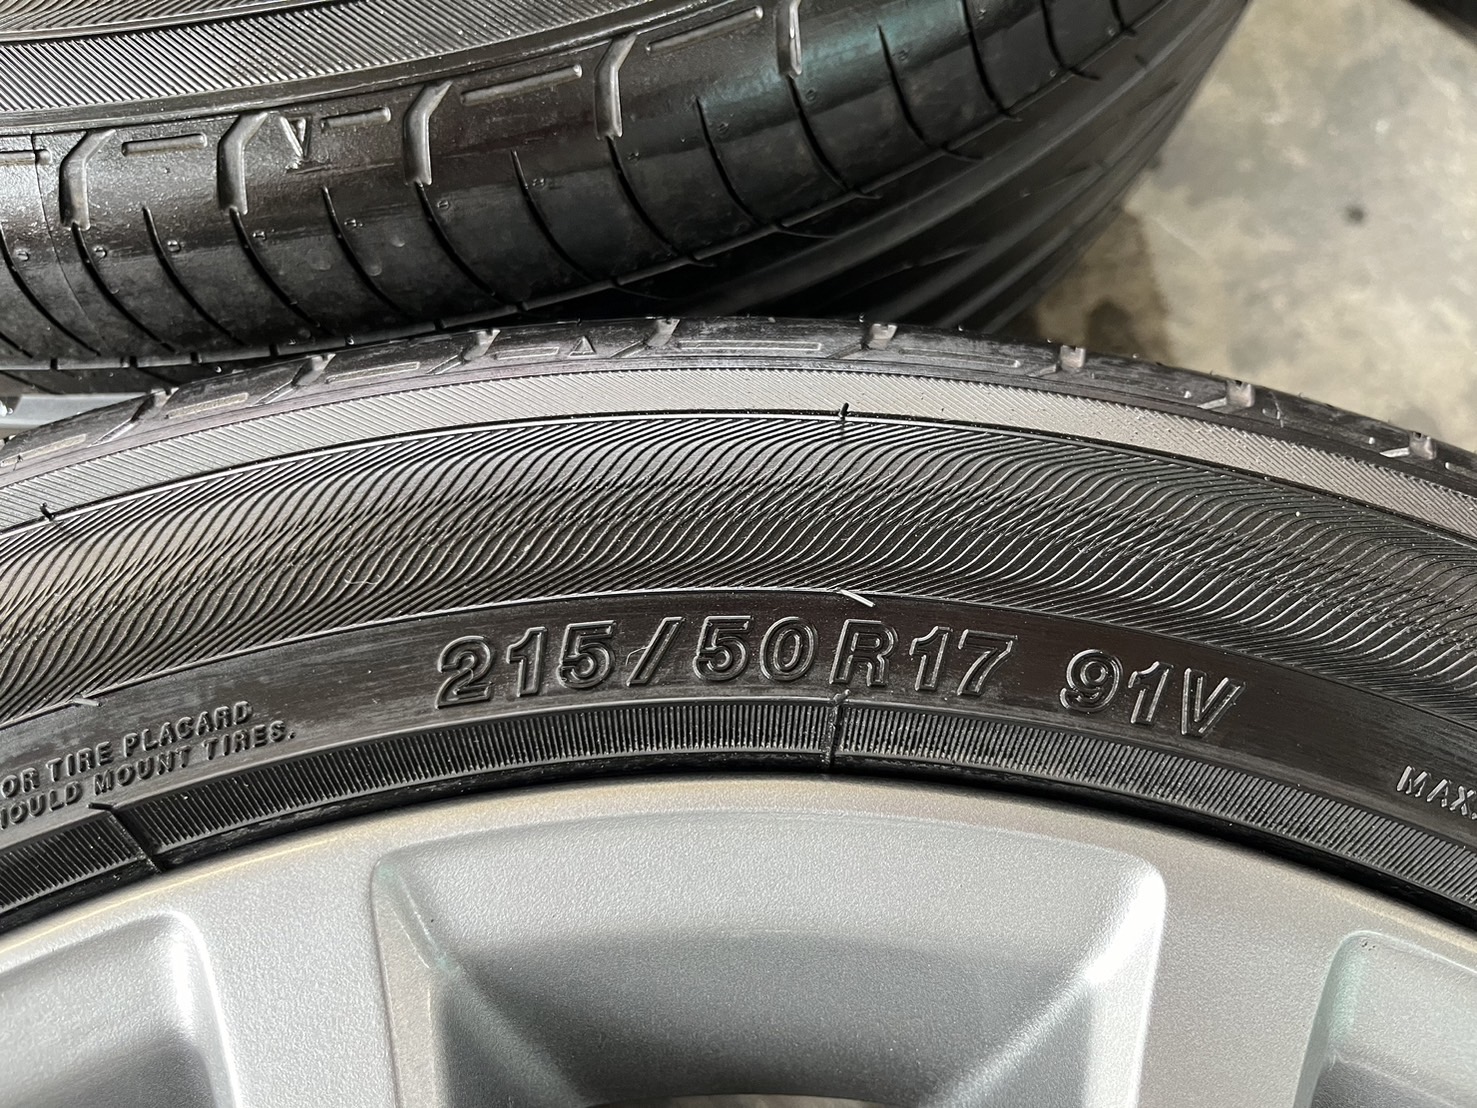 215/50R17 91V
OR TIRE PLACARD
HOULD MOUNT TIRES.
MAX.